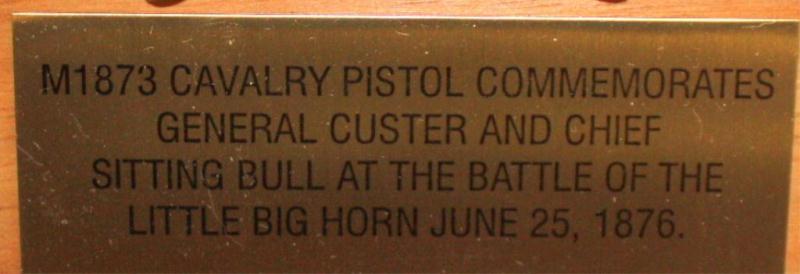 M1873 CAVALRY PISTOL COMMEMORATES
GENERAL CUSTER AND CHIEF
SITTING BULL AT THE BATTLE OF THE
LITTLE BIG HORN JUNE 25, 1876.